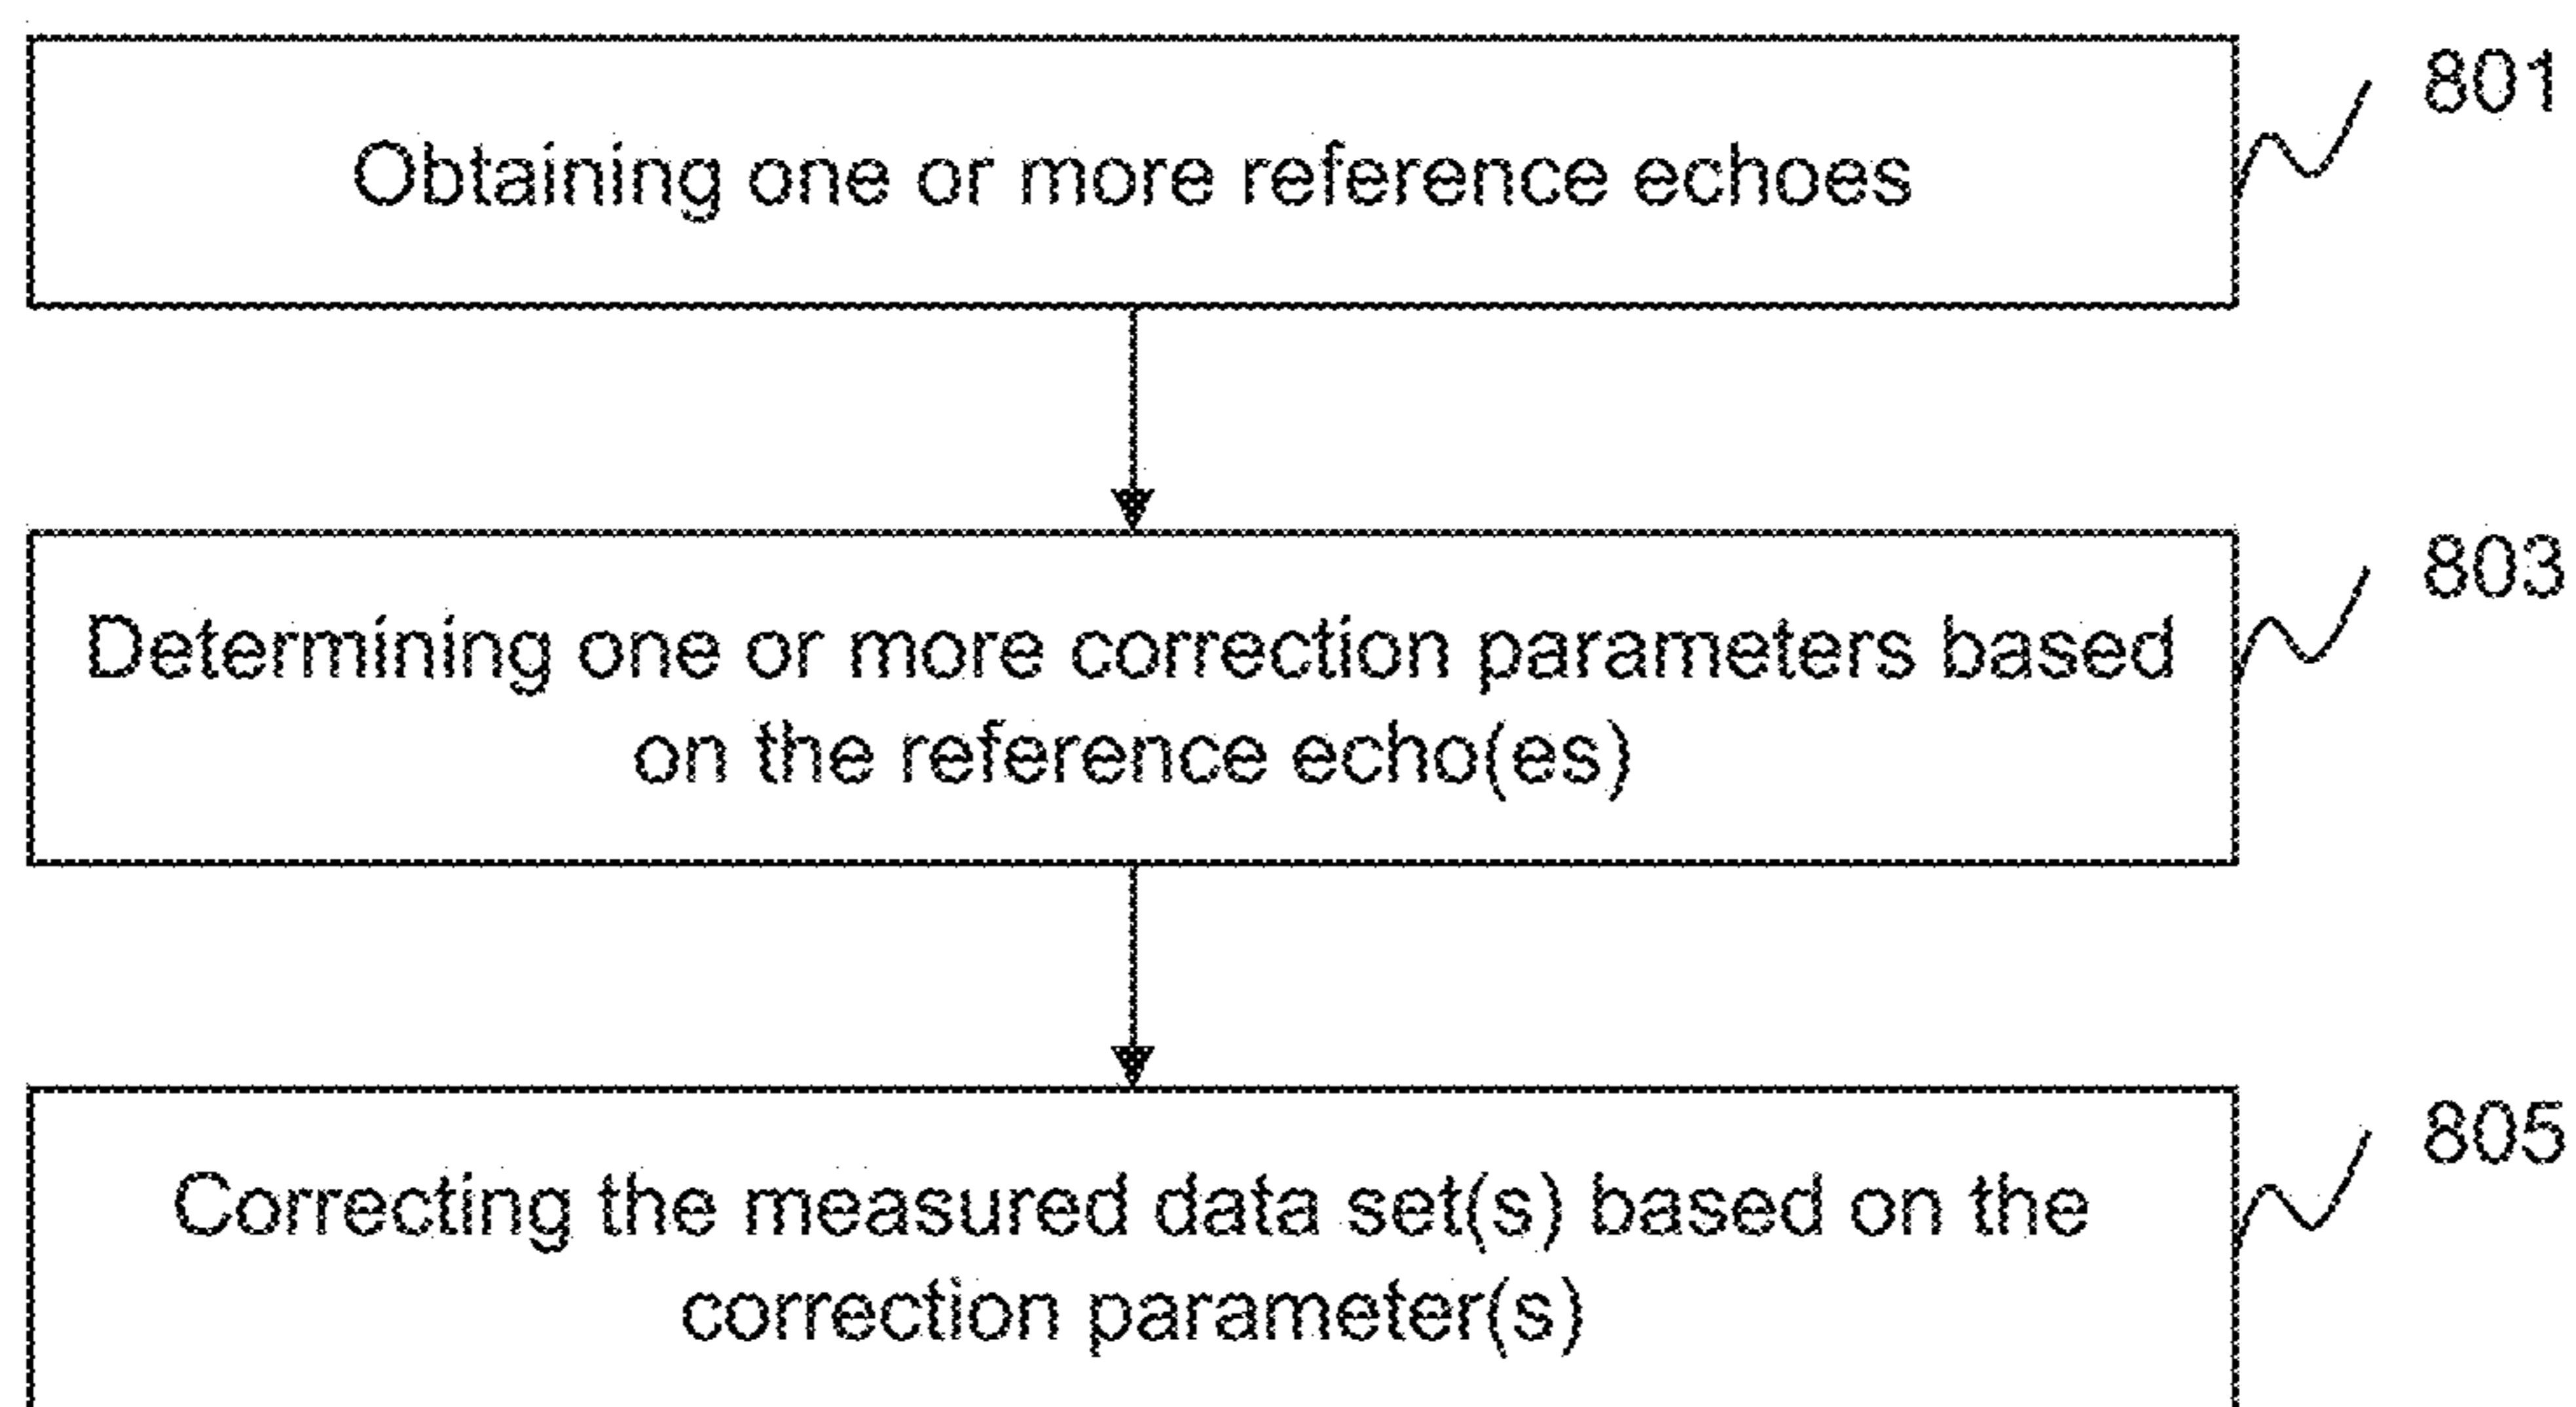 801
Obtaining one or more reference echoes
803
Determining one or more correction parameters based
on the reference echo(es)
805
Correcting the measured data set(s) based on the
correction parameter(s)